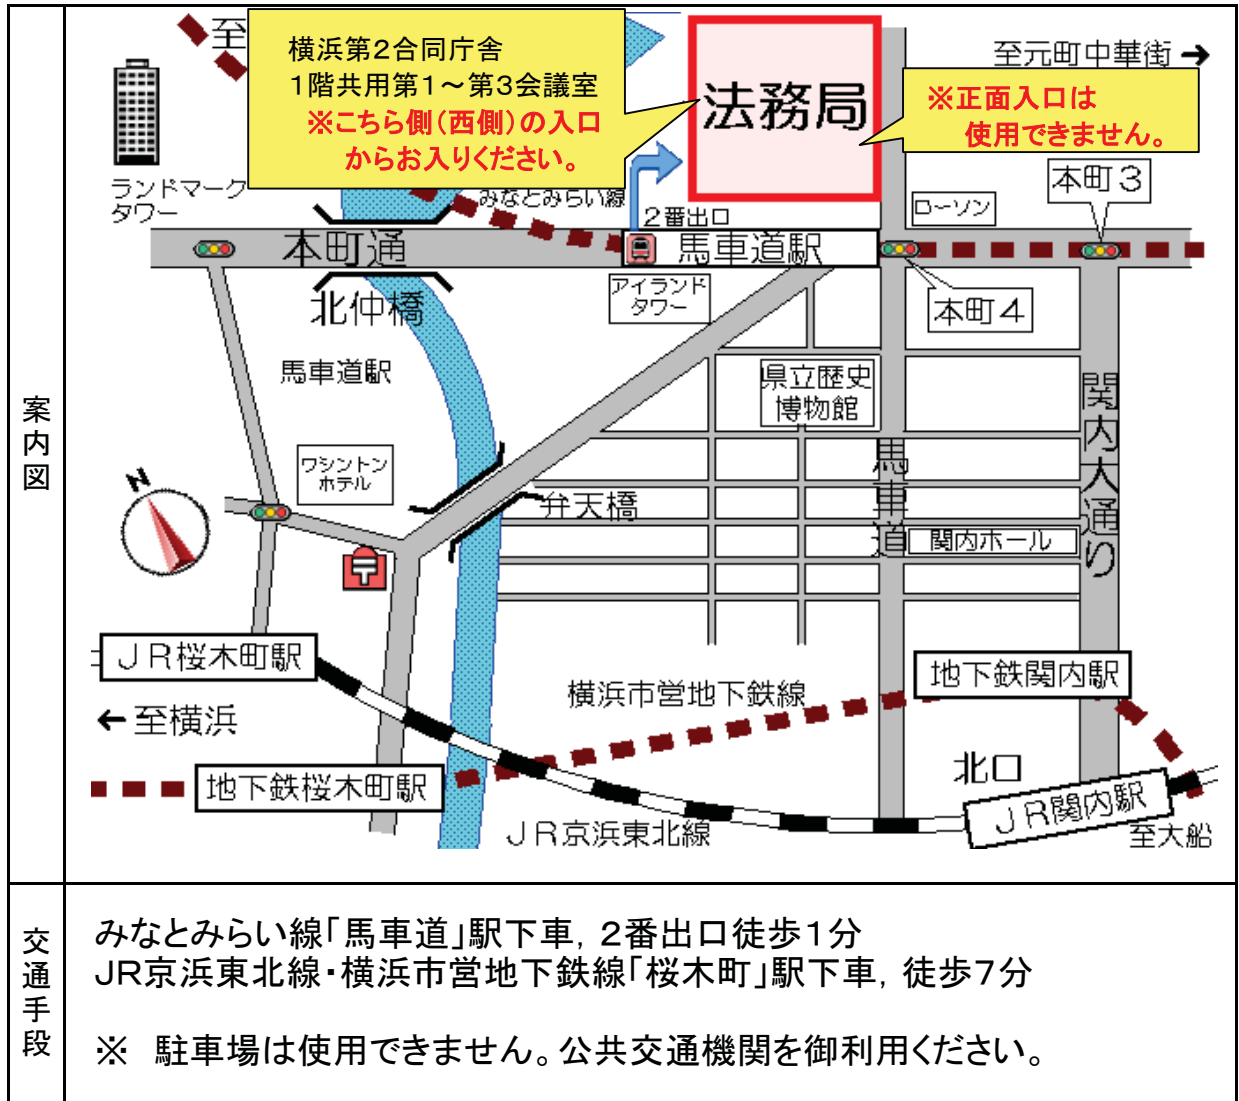 案内図
至
横浜第2合同庁舎
1階共用第1～第3会議室
※こちら側(西側)の入口
からお入りください。
法務局
至元町中華街→
※正面入口は
使用できません。
ランドマーク
タワー
みなとみらい線
2番出口
ローソン
本町3
本町通
馬車道駅
北仲橋
アイランド
タワー
本町4
馬車道駅
県立歴史
博物館
関内大通り
ワシントン
ホテル
馬車道
N
弁天橋
関内ホール
JR桜木町駅
地下鉄関内駅
横浜市営地下鉄線
←至横浜
地下鉄桜木町駅
北口
JR関内駅
JR京浜東北線
至大船
交通手段
みなとみらい線「馬車道」駅下車，2番出口徒歩1分
JR京浜東北線・横浜市営地下鉄線「桜木町」駅下車，徒歩7分
※　駐車場は使用できません。公共交通機関を御利用ください。